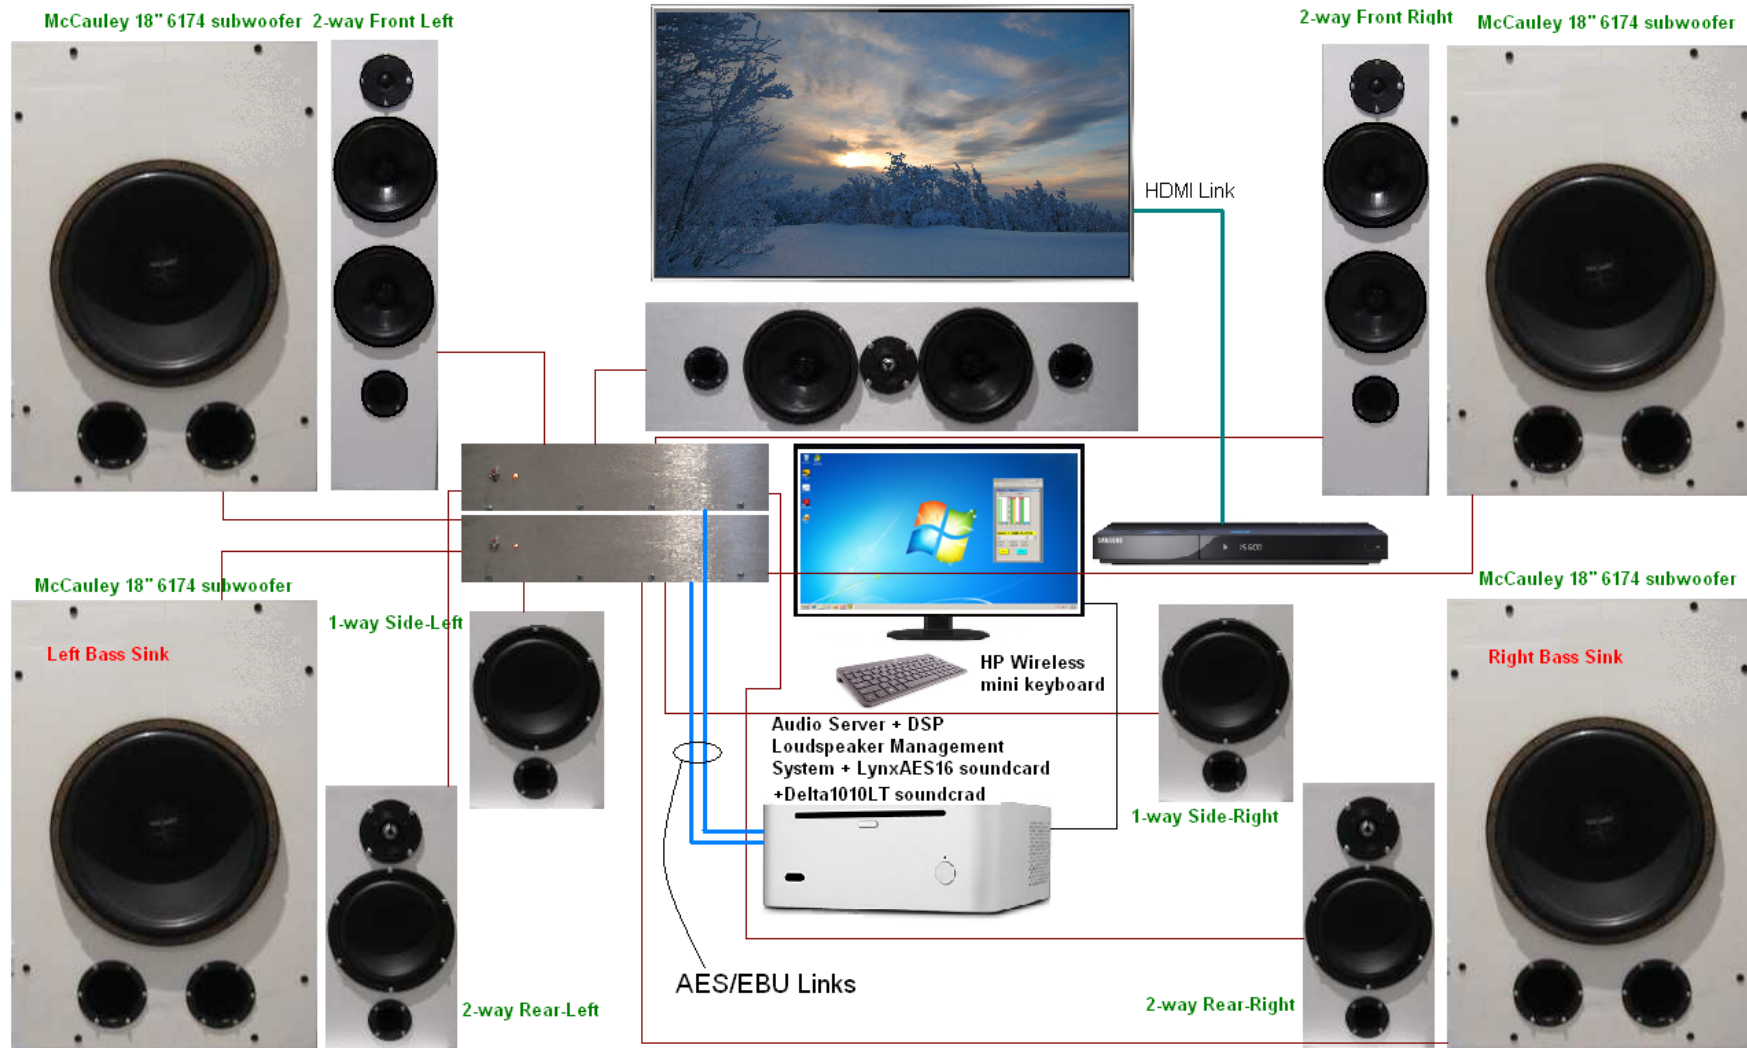 McCauley 18" 6174 subwoofer
2-way Front Left
2-way Front Right
McCauley 18" 6174 subwoofer
HDMI Link
SAMSUNG
McCauley 18" 6174 subwoofer
McCauley 18" 6174 subwoofer
1-way Side-Left
Left Bass Sink
Right Bass Sink
HP Wireless
mini keyboard
Audio Server + DSP
Loudspeaker Management
System + LynxAES16 soundcard
+Delta1010LT soundcrad
1-way Side-Right
AES/EBU Links
2-way Rear-Left
2-way Rear-Right